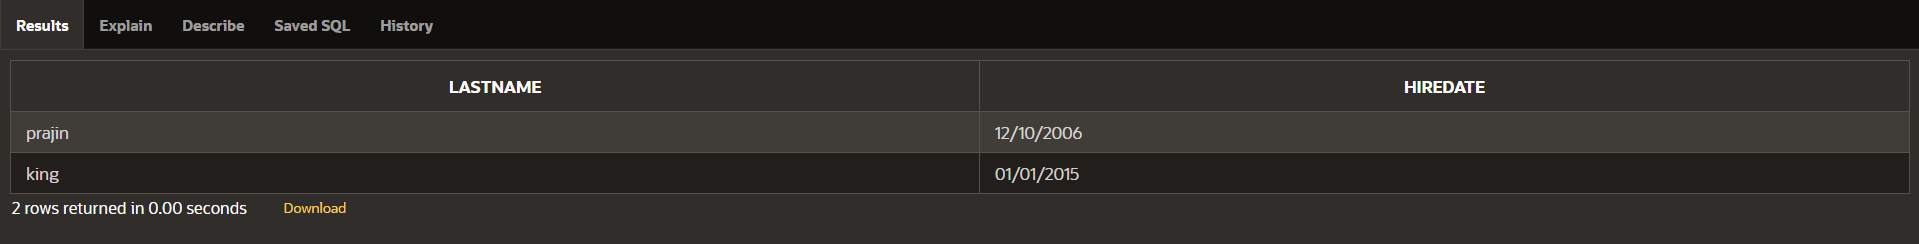 Results Explain Describe Saved SQL History
LASTNAME HIREDATE
prajin 12/10/2006
king 01/01/2015
2 rows returned in 0.00 seconds Download